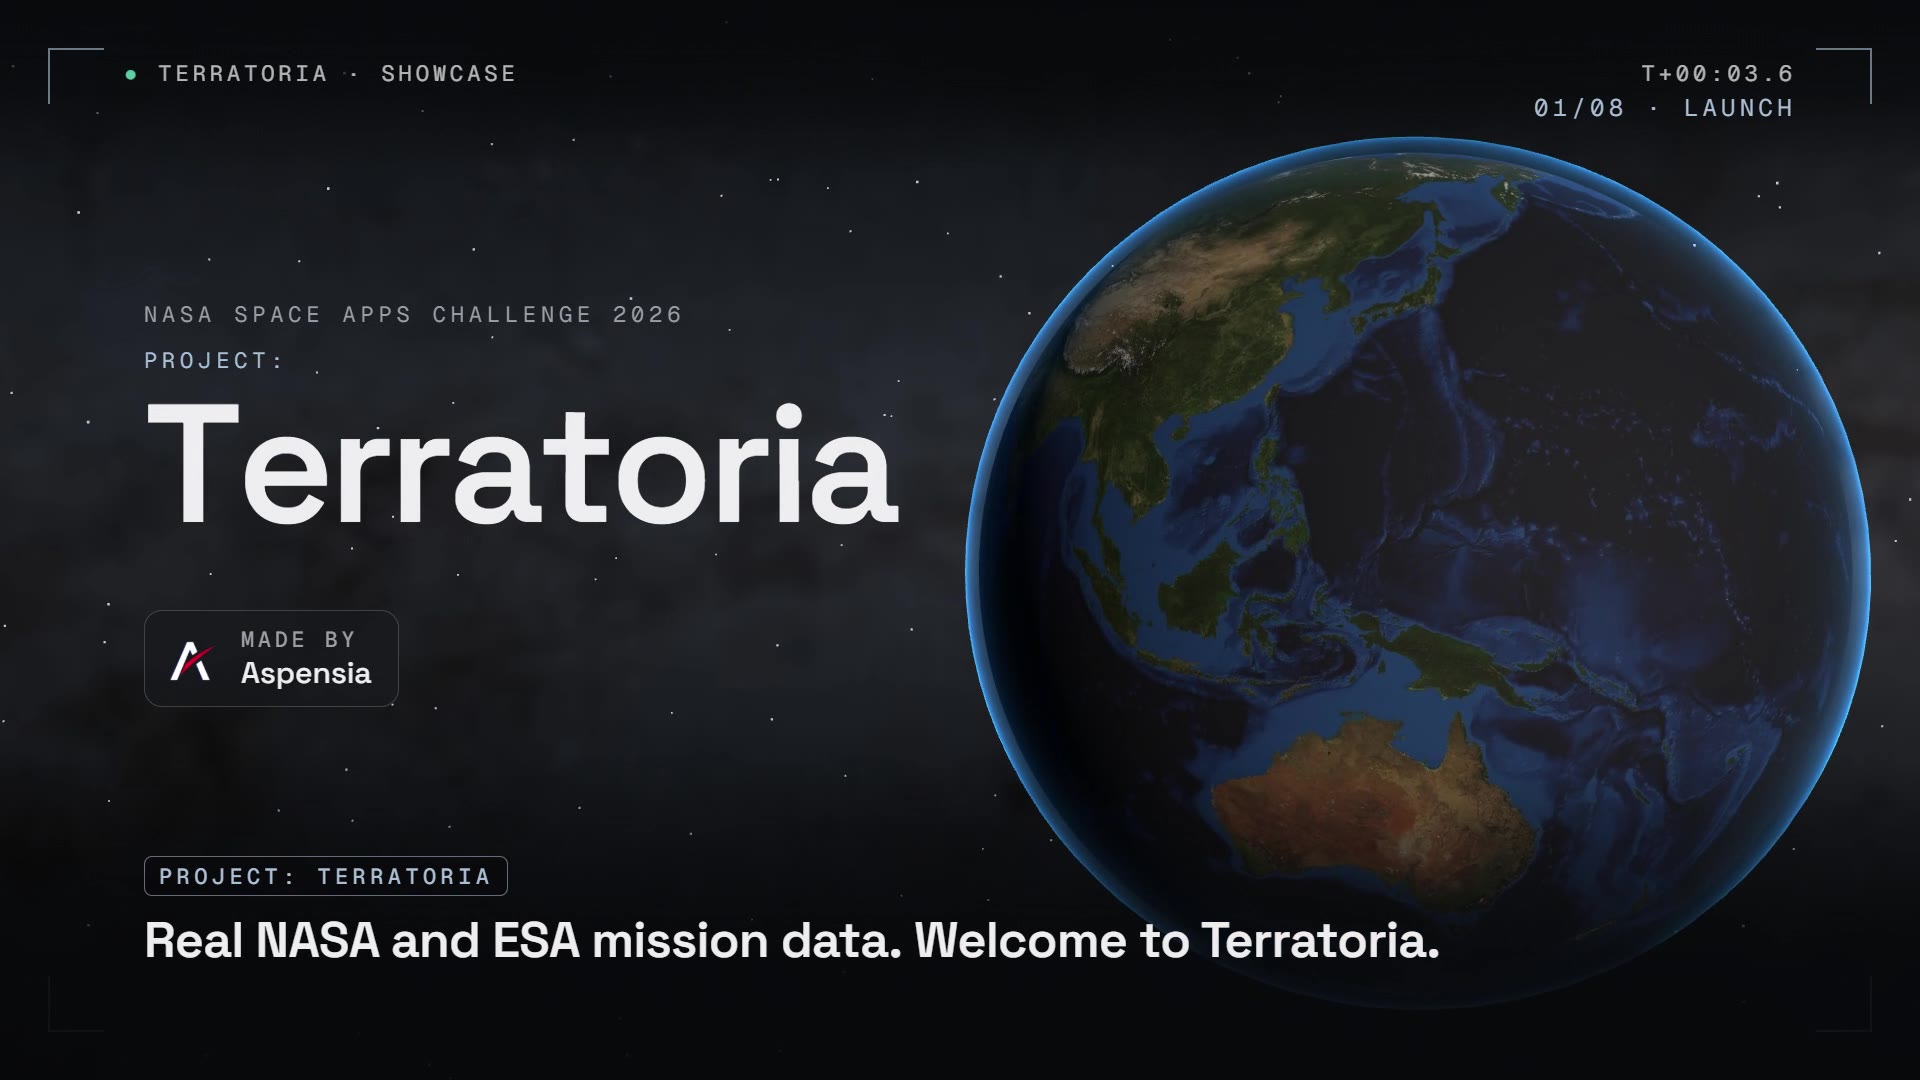 TERRATORIA · SHOWCASE
T+00:03.6
01/08 · LAUNCH
NASA SPACE APPS CHALLENGE 2026
PROJECT:
Terratoria
MADE BY
Aspensia
PROJECT: TERRATORIA
Real NASA and ESA mission data. Welcome to Terratoria.